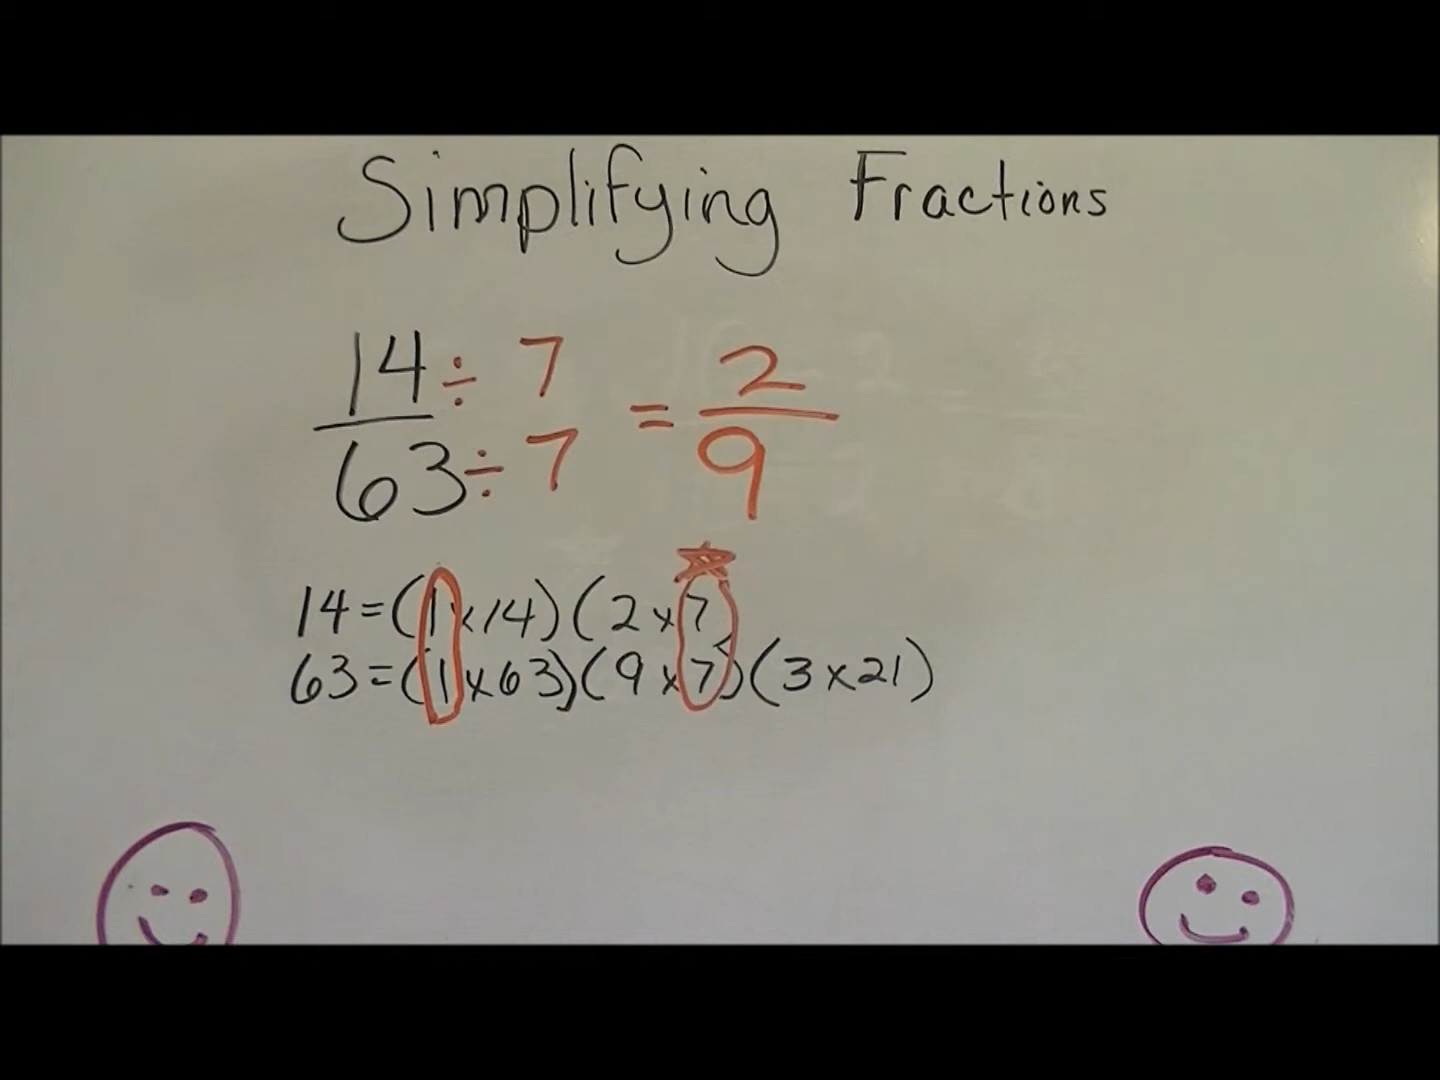 Simplifying Fractions
14 ÷ 7 = 2
63 ÷ 7 9
14 = (1 x 14) (2 x 7
63 = (1 x 63) (9 x 7) (3 x 21)